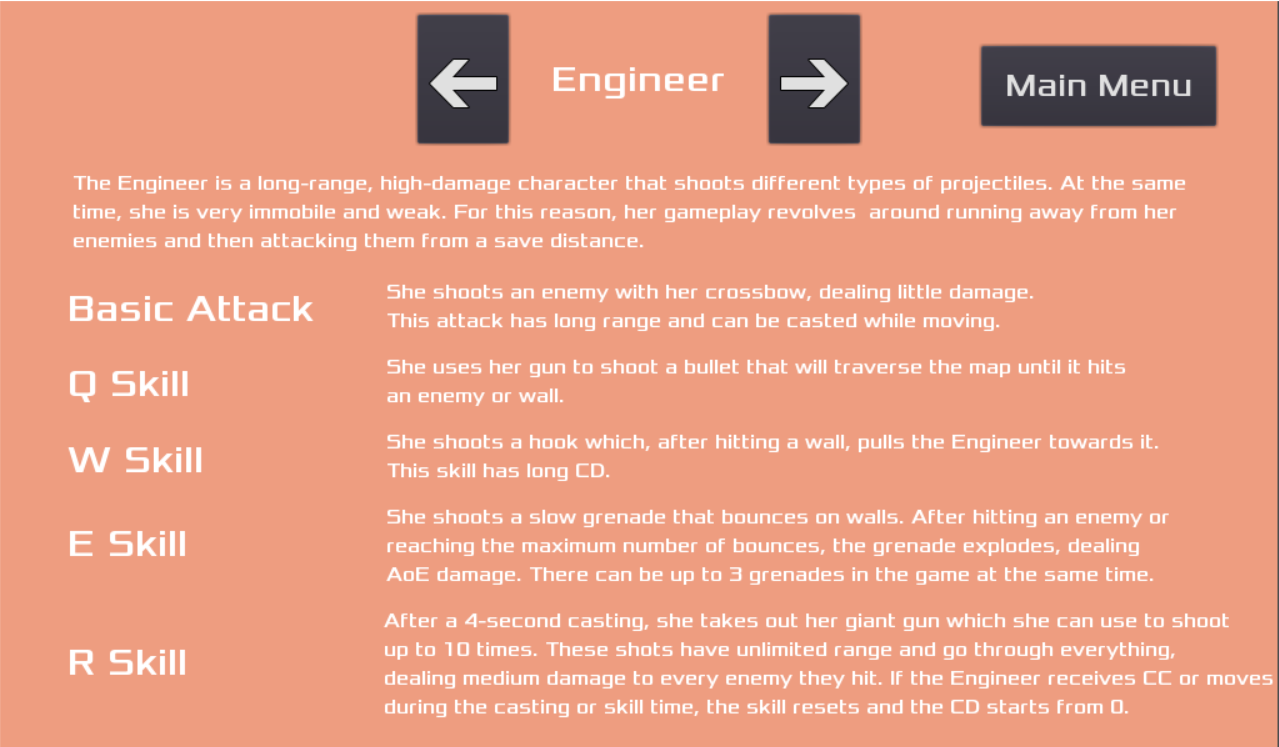 Engineer
Main Menu
The Engineer is a long-range, high-damage character that shoots different types of projectiles. At the same
time, she is very immobile and weak. For this reason, her gameplay revolves  around running away from her
enemies and then attacking them from a save distance.
Basic Attack
She shoots an enemy with her crossbow, dealing little damage.
This attack has long range and can be casted while moving.
Q Skill
She uses her gun to shoot a bullet that will traverse the map until it hits
an enemy or wall.
W Skill
She shoots a hook which, after hitting a wall, pulls the Engineer towards it.
This skill has long CD.
E Skill
She shoots a slow grenade that bounces on walls. After hitting an enemy or
reaching the maximum number of bounces, the grenade explodes, dealing
AoE damage. There can be up to 3 grenades in the game at the same time.
R Skill
After a 4-second casting, she takes out her giant gun which she can use to shoot
up to 10 times. These shots have unlimited range and go through everything,
dealing medium damage to every enemy they hit. If the Engineer receives CC or moves
during the casting or skill time, the skill resets and the CD starts from 0.